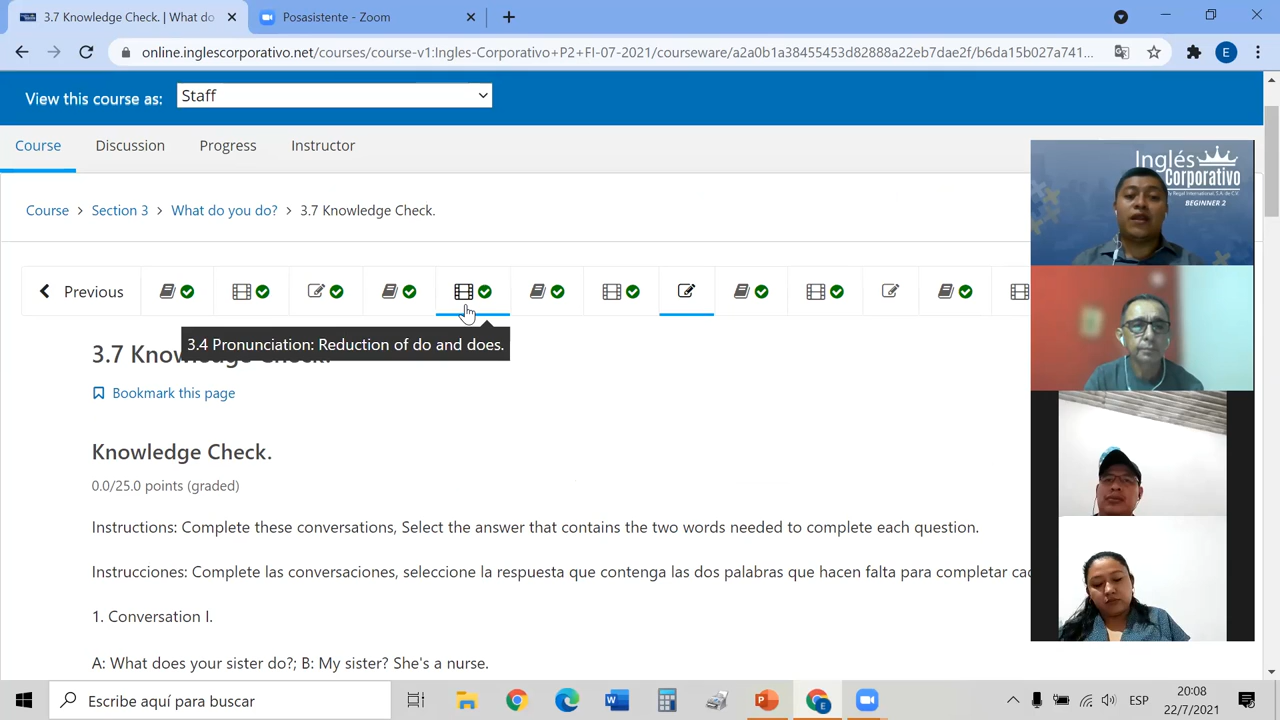 3.7 Knowledge Check. | What do
Posasistente - Zoom
online.inglescorporativo.net/courses/course-v1:Ingles-Corporativo+P2+FI-07-2021/courseware/a2a0b1a38455453d82888a22eb7dae2f/b6da15b027a741...
E
View this course as:
Staff
Course
Discussion
Progress
Instructor
Course > Section 3 > What do you do? > 3.7 Knowledge Check.
Previous
3.4 Pronunciation: Reduction of do and does.
3.7 Knowledge Check.
Bookmark this page
Knowledge Check.
0.0/25.0 points (graded)
Instructions: Complete these conversations, Select the answer that contains the two words needed to complete each question.
Instrucciones: Complete las conversaciones, seleccione la respuesta que contenga las dos palabras que hacen falta para completar
1. Conversation I.
A: What does your sister do?; B: My sister? She's a nurse.
Inglés
Corporativo
BEGINNER 2
Escribe aquí para buscar
ESP
20:08
22/7/2021